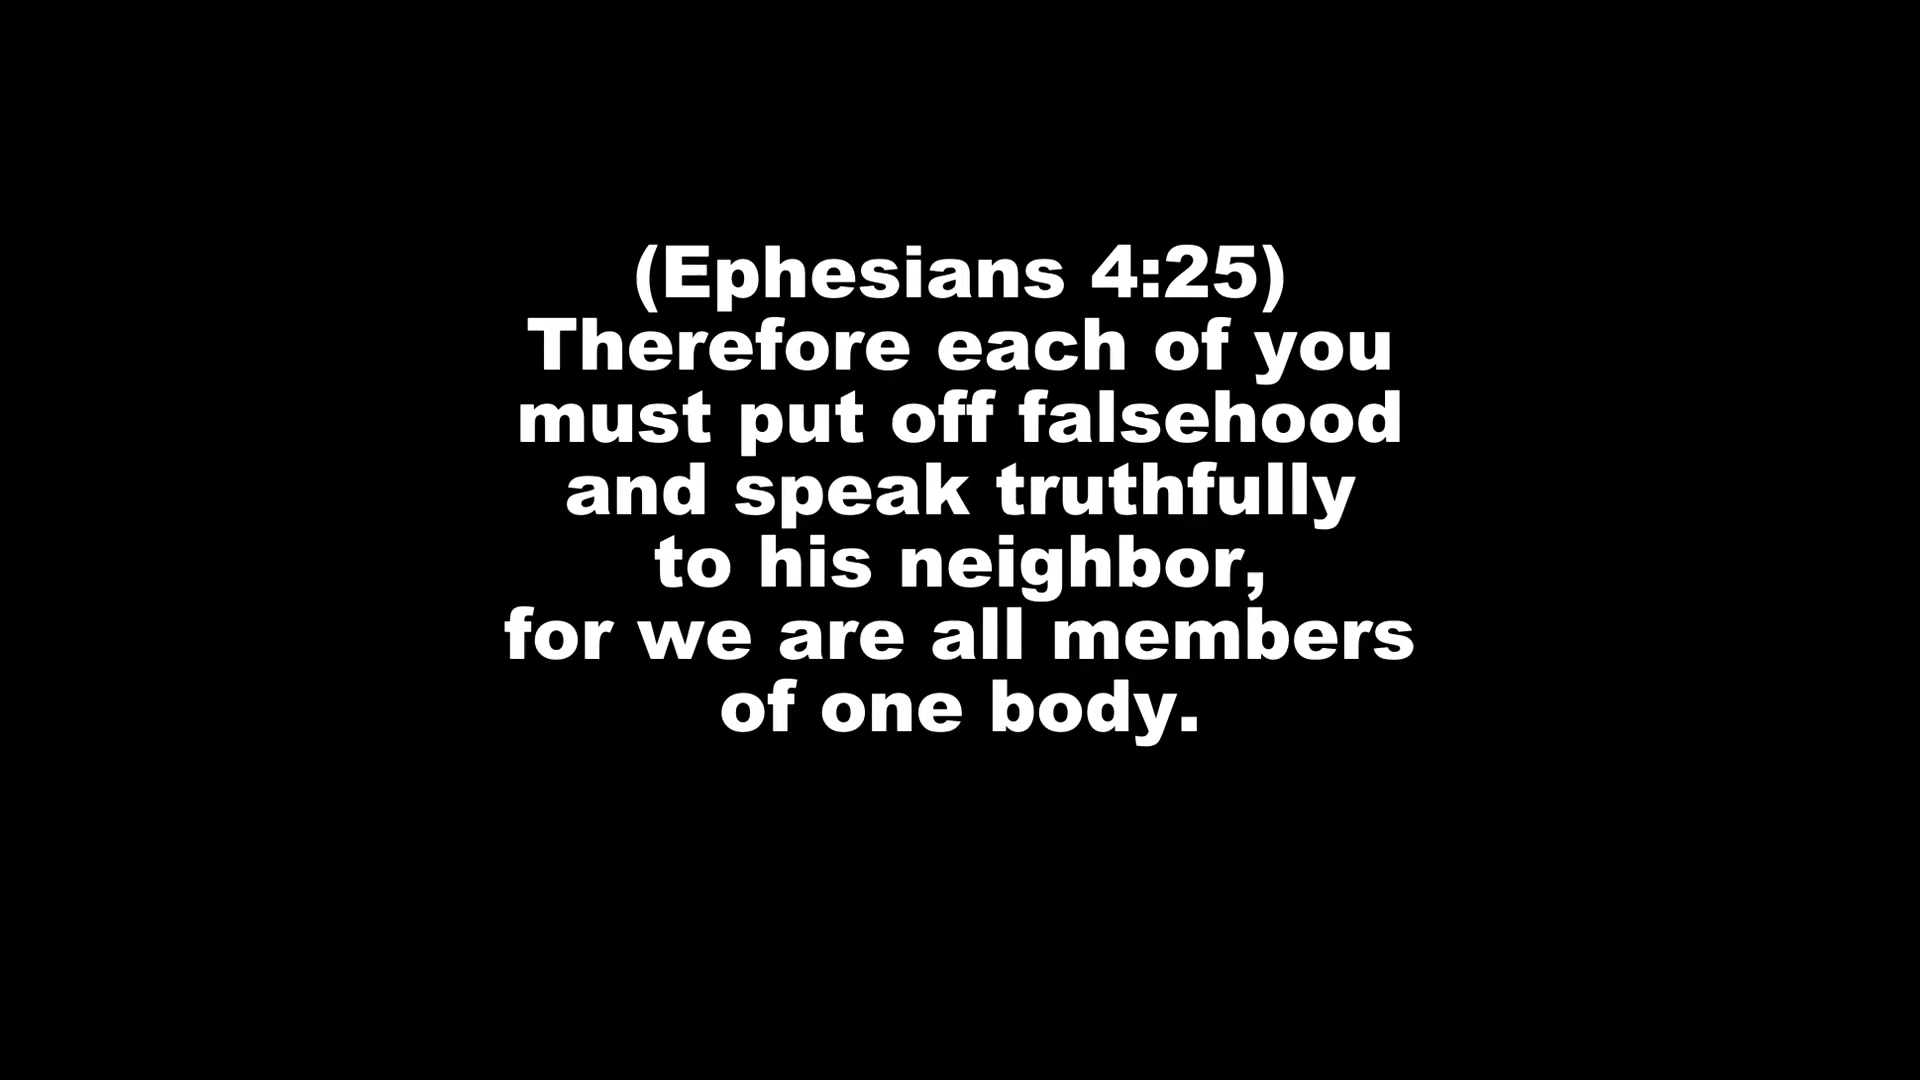 (Ephesians 4:25)
Therefore each of you
must put off falsehood
and speak truthfully
to his neighbor,
for we are all members
of one body.